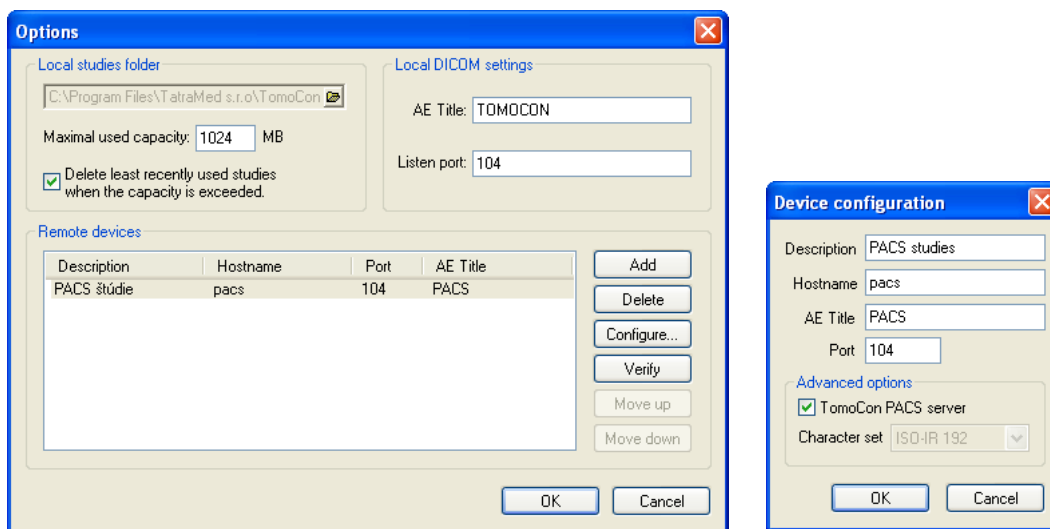 Options
Local studies folder
C:\Program Files\TatraMed s.r.o\TomoCon
Maximal used capacity: 1024 MB
Delete least recently used studies
when the capacity is exceeded.
Local DICOM settings
AE Title: TOMOCON
Listen port: 104
Remote devices
Description Hostname Port AE Title
PACS štúdie pacs 104 PACS
Add
Delete
Configure...
Verify
Move up
Move down
OK Cancel
Device configuration
Description PACS studies
Hostname pacs
AE Title PACS
Port 104
Advanced options
TomoCon PACS server
Character set ISO-IR 192
OK Cancel